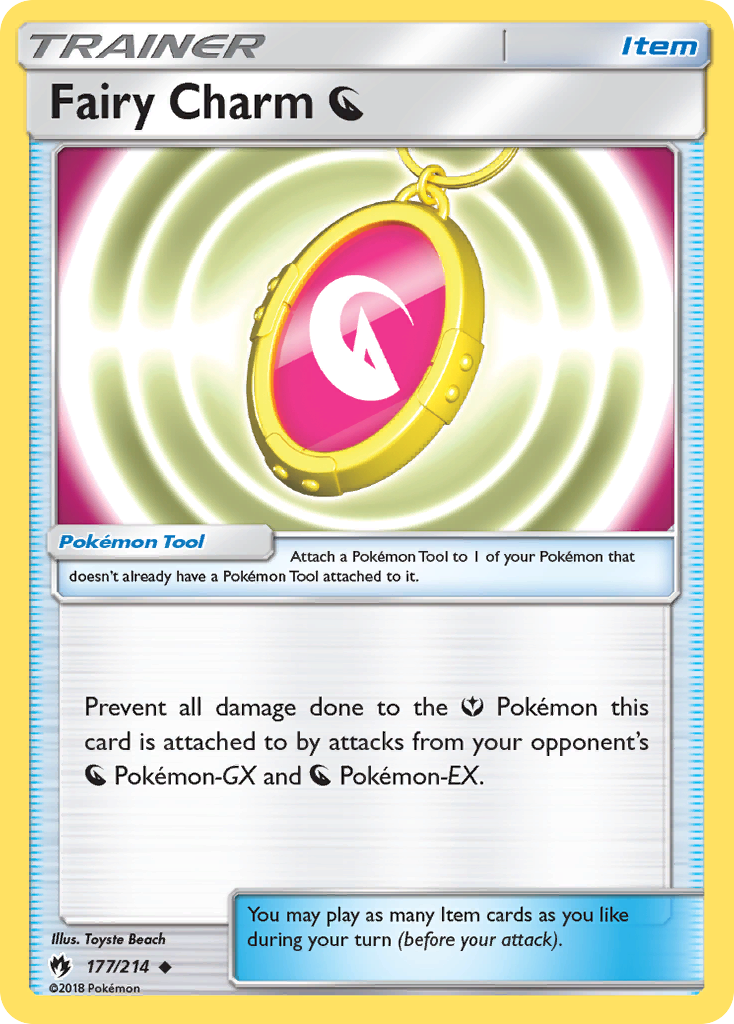 TRAINER
Item
Fairy Charm
Pokémon Tool
Attach a Pokémon Tool to 1 of your Pokémon that
doesn't already have a Pokémon Tool attached to it.
Prevent all damage done to the Pokémon this
card is attached to by attacks from your opponent's
Pokémon-GX and Pokémon-EX.
You may play as many Item cards as you like
during your turn (before your attack).
Illus. Toyste Beach
177/214
©2018 Pokémon